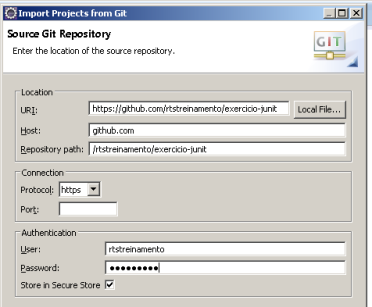 Import Projects from Git
Source Git Repository
Enter the location of the source repository.
GIT
Location
URI: https://github.com/rtstreinamento/exercicio-junit Local File...
Host: github.com
Repository path: /rtstreinamento/exercicio-junit
Connection
Protocol: https
Port:
Authentication
User: rtstreinamento
Password: ●●●●●●●●●
Store in Secure Store